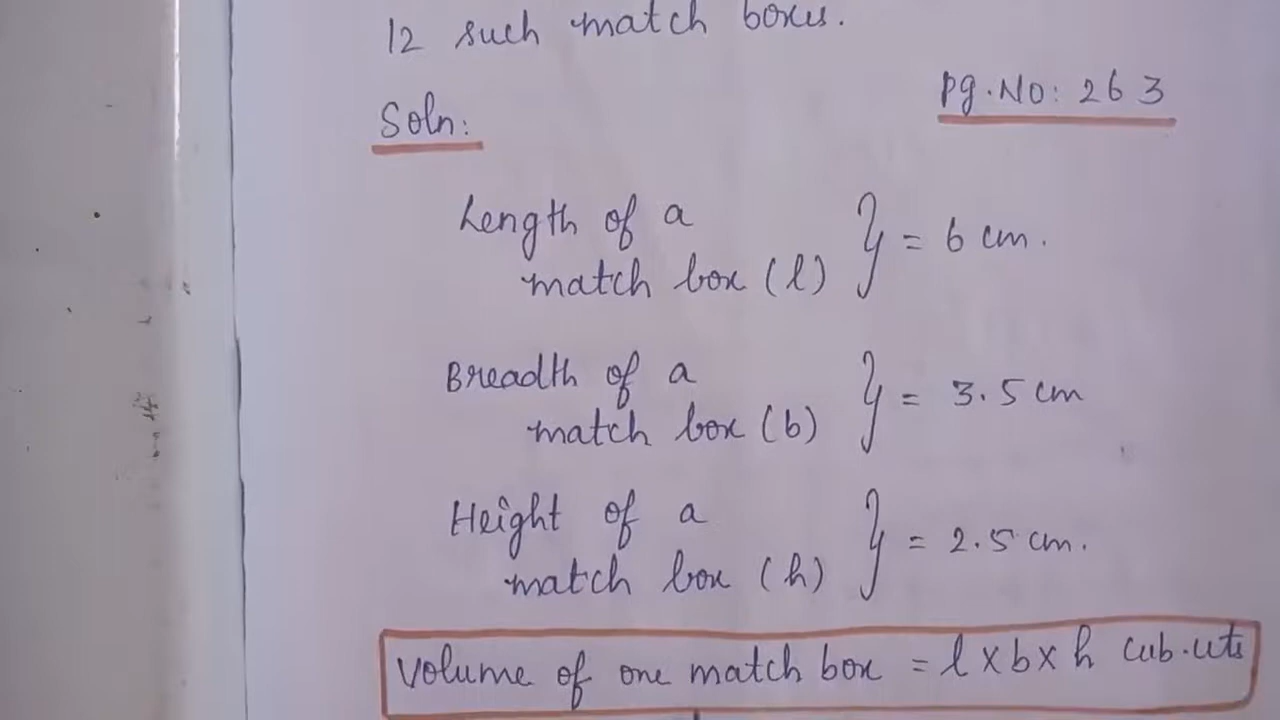 12 such match boxes.
Soln:
Pg.No: 263
Length of a
match box (l) } = 6 cm.
Breadth of a
match box (b) } = 3.5 cm
Height of a
match box (h) } = 2.5 cm.
Volume of one match box = l x b x h cub.uts